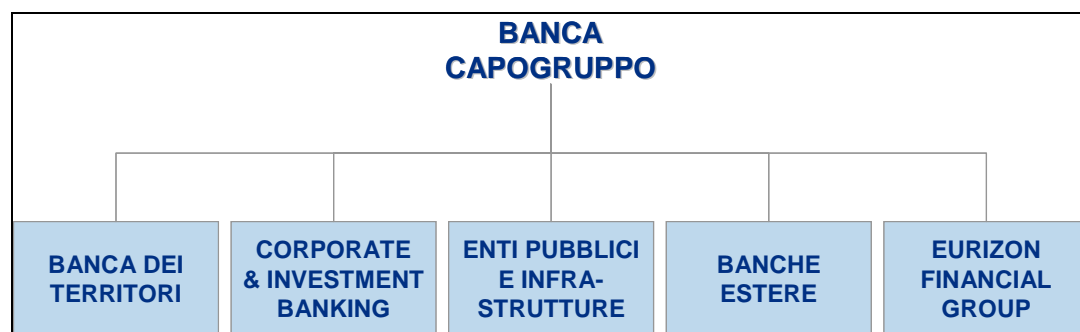 BANCA
CAPOGRUPPO
BANCA DEI
TERRITORI
CORPORATE
& INVESTMENT
BANKING
ENTI PUBBLICI
E INFRA-
STRUTTURE
BANCHE
ESTERE
EURIZON
FINANCIAL
GROUP